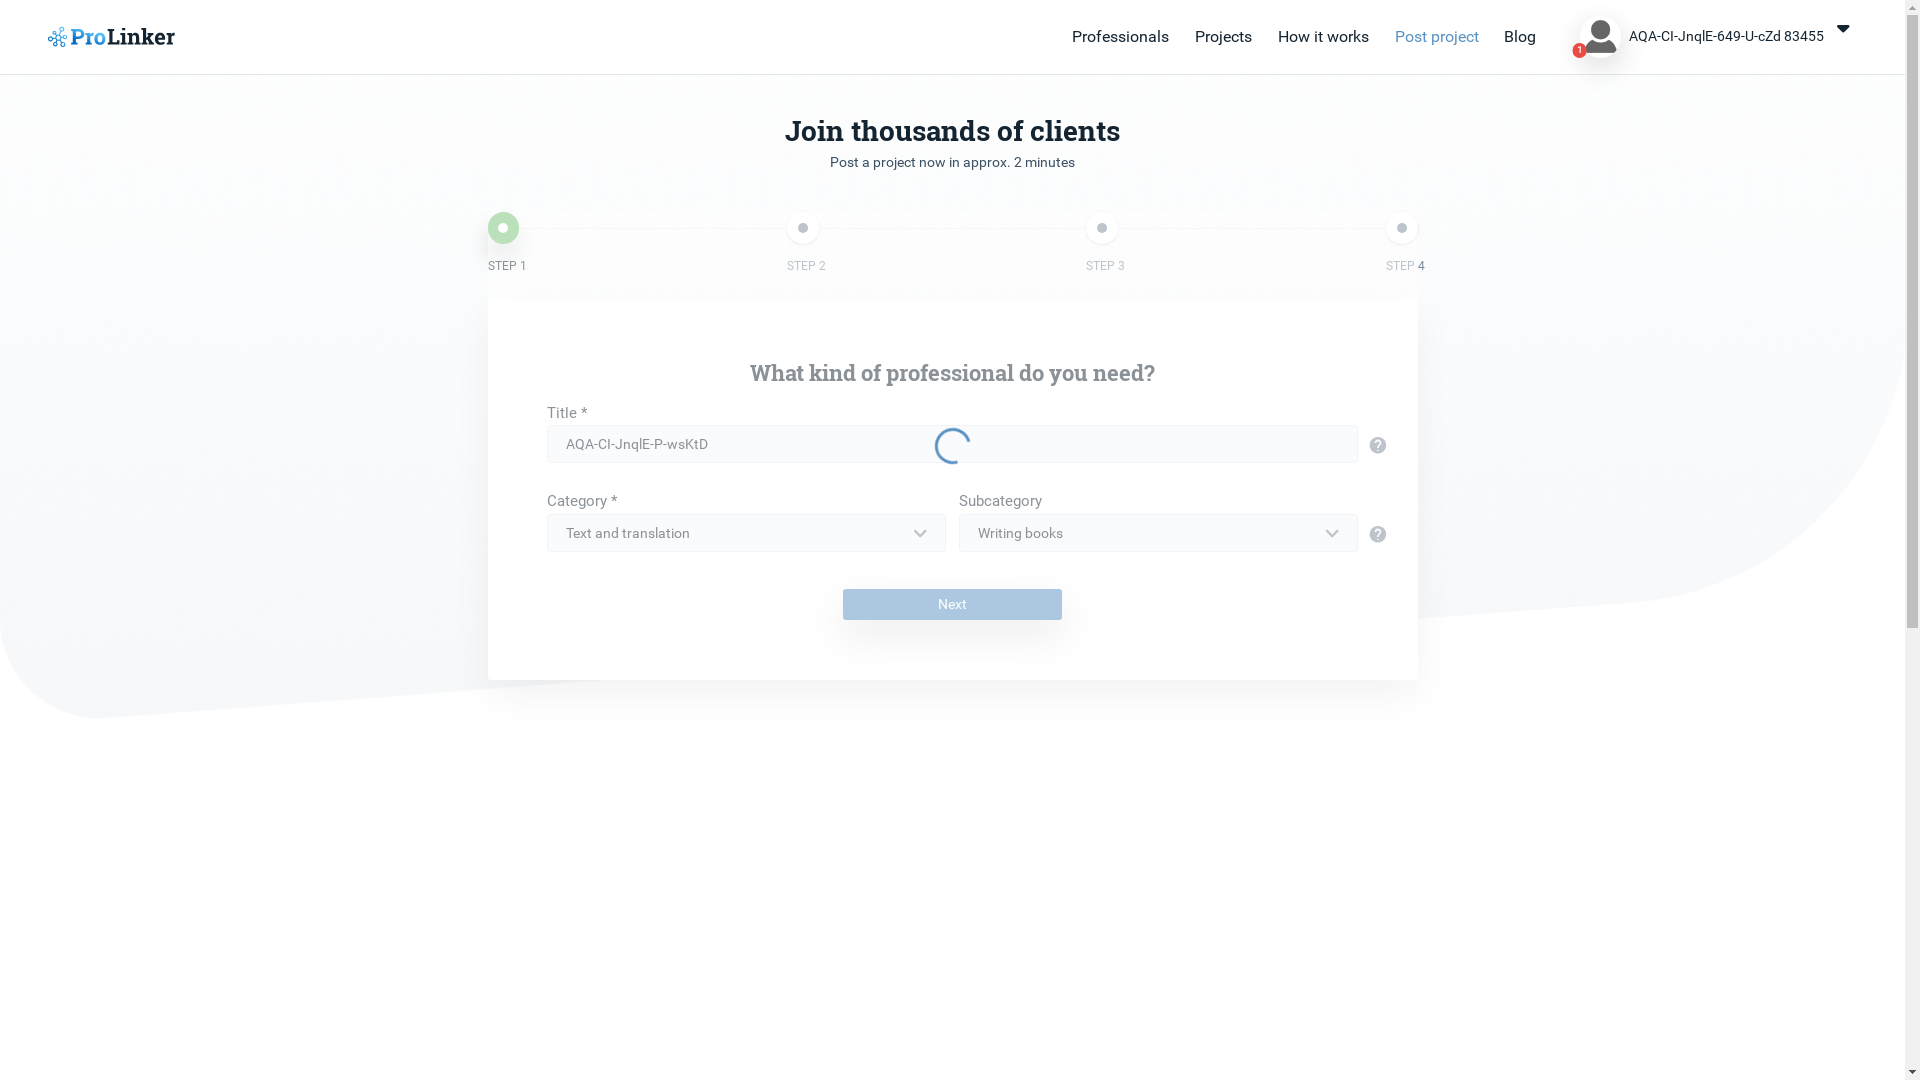 ProLinker
Professionals
Projects
How it works
Post project
Blog
1
AQA-CI-JnqlE-649-U-cZd 83455
Join thousands of clients
Post a project now in approx. 2 minutes
STEP 1
STEP 2
STEP 3
STEP 4
What kind of professional do you need?
Title *
AQA-CI-JnqlE-P-wsKtD
?
Category *
Subcategory
Text and translation
Writing books
?
Next